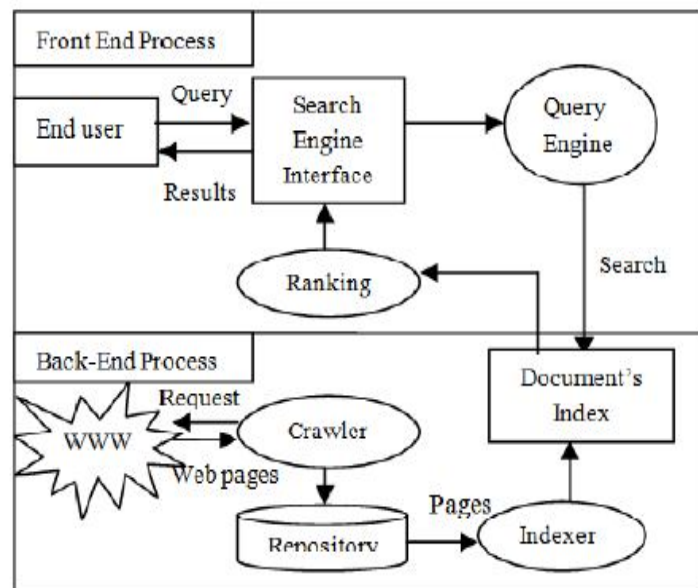 Front End Process
Query
End user
Search
Engine
Interface
Query
Engine
Results
Ranking
Search
Back-End Process
Request
WWW
Crawler
Web pages
Document's
Index
Pages
Repository
Indexer